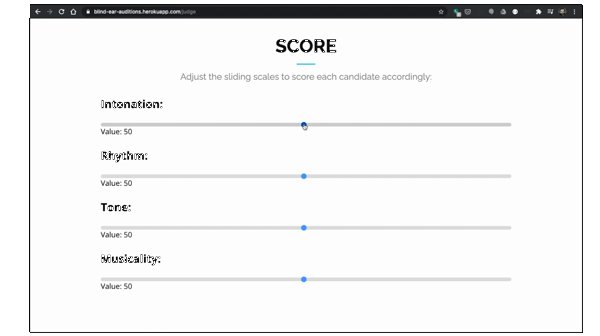 blind-ear-auditions.herokuapp.com/judge
SCORE
Adjust the sliding scales to score each candidate accordingly:
Intonation:
Value: 50
Rhythm:
Value: 50
Tone:
Value: 50
Musicality:
Value: 50